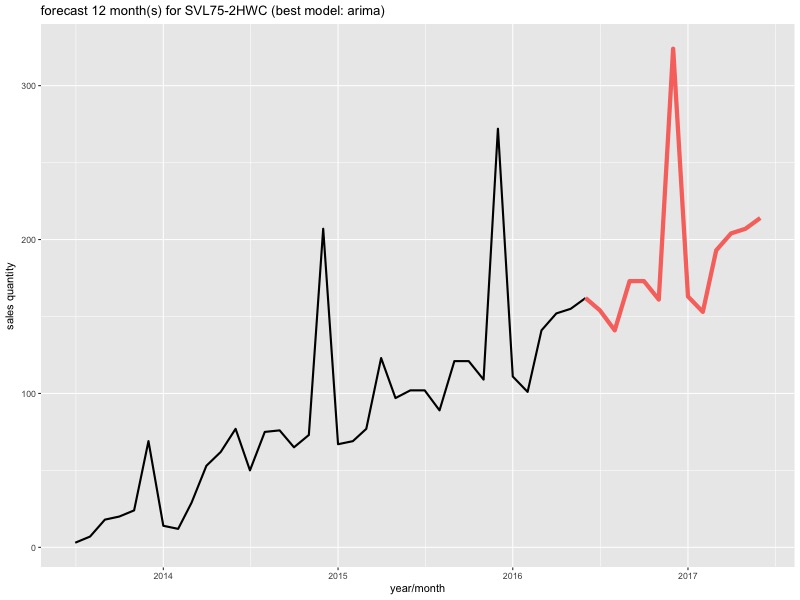 forecast 12 month(s) for SVL75-2HWC (best model: arima)
300
200
100
0
sales quantity
2014 2015 2016 2017
year/month